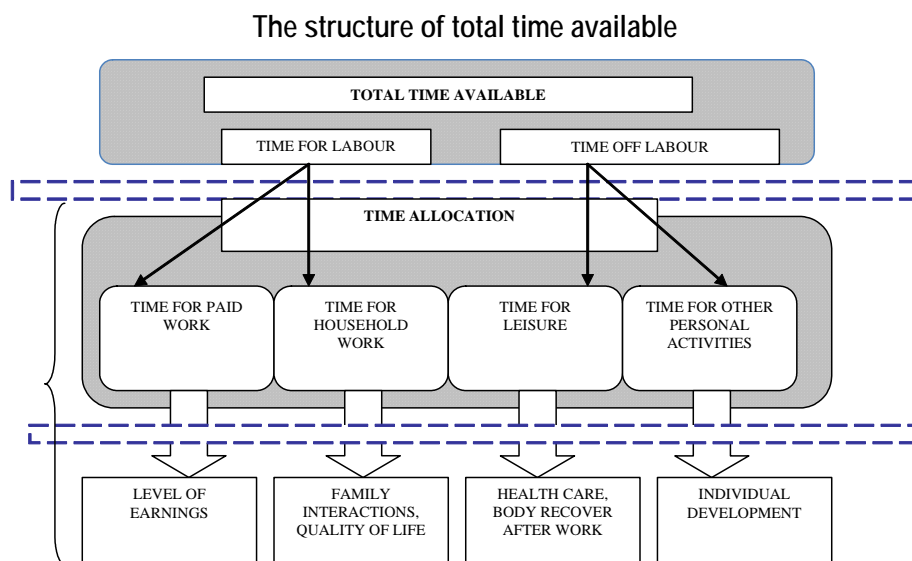 The structure of total time available
TOTAL TIME AVAILABLE
TIME FOR LABOUR
TIME OFF LABOUR
TIME ALLOCATION
TIME FOR PAID
WORK
TIME FOR
HOUSEHOLD
WORK
TIME FOR
LEISURE
TIME FOR OTHER
PERSONAL
ACTIVITIES
LEVEL OF
EARNINGS
FAMILY
INTERACTIONS,
QUALITY OF LIFE
HEALTH CARE,
BODY RECOVER
AFTER WORK
INDIVIDUAL
DEVELOPMENT